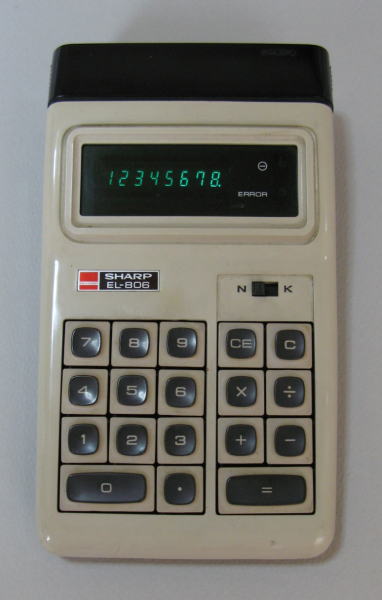 12345678.
⊖
ERROR
SHARP
EL-806
N K
7 8 9 CE C
4 5 6 X ÷
1 2 3 + −
0 . =